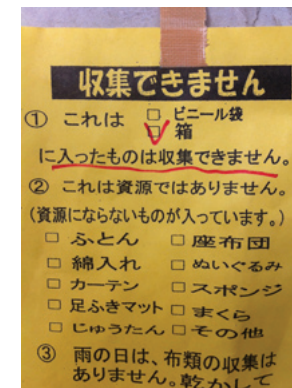 収集できません
① これは □ ビニール袋
□ 箱
に入ったものは収集できません。
② これは資源ではありません。
(資源にならないものが入っています。)
□ ふとん □ 座布団
□ 綿入れ □ ぬいぐるみ
□ カーテン □ スポンジ
□ 足ふきマット □ まくら
□ じゅうたん □ その他
③ 雨の日は、布類の収集は
ありません。乾かして